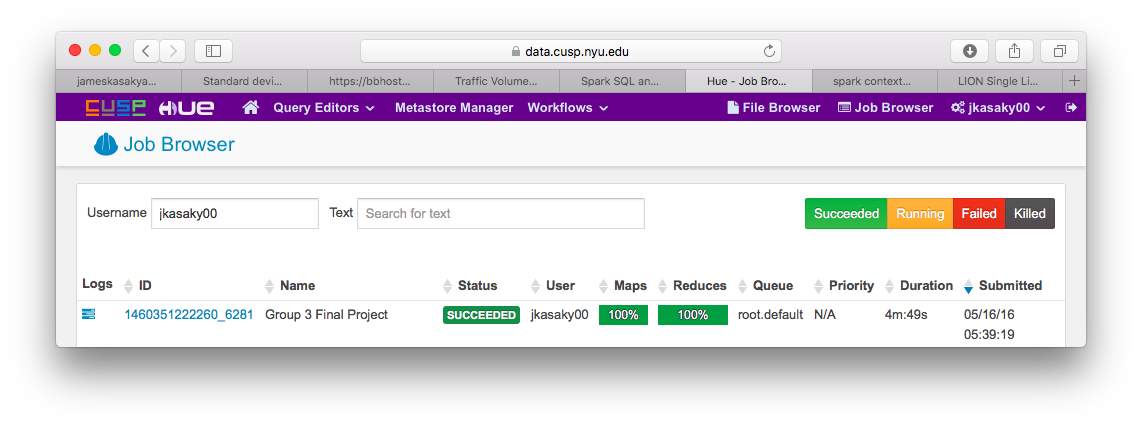 data.cusp.nyu.edu
jameskasakya... Standard devi... https://bbhost... Traffic Volume... Spark SQL an... Hue - Job Bro... spark context... LION Single Li...
CUSP HUE Query Editors Metastore Manager Workflows File Browser Job Browser jkasaky00
Job Browser
Username jkasaky00 Text Search for text Succeeded Running Failed Killed
Logs ID Name Status User Maps Reduces Queue Priority Duration Submitted
1460351222260_6281 Group 3 Final Project SUCCEEDED jkasaky00 100% 100% root.default N/A 4m:49s 05/16/16
05:39:19